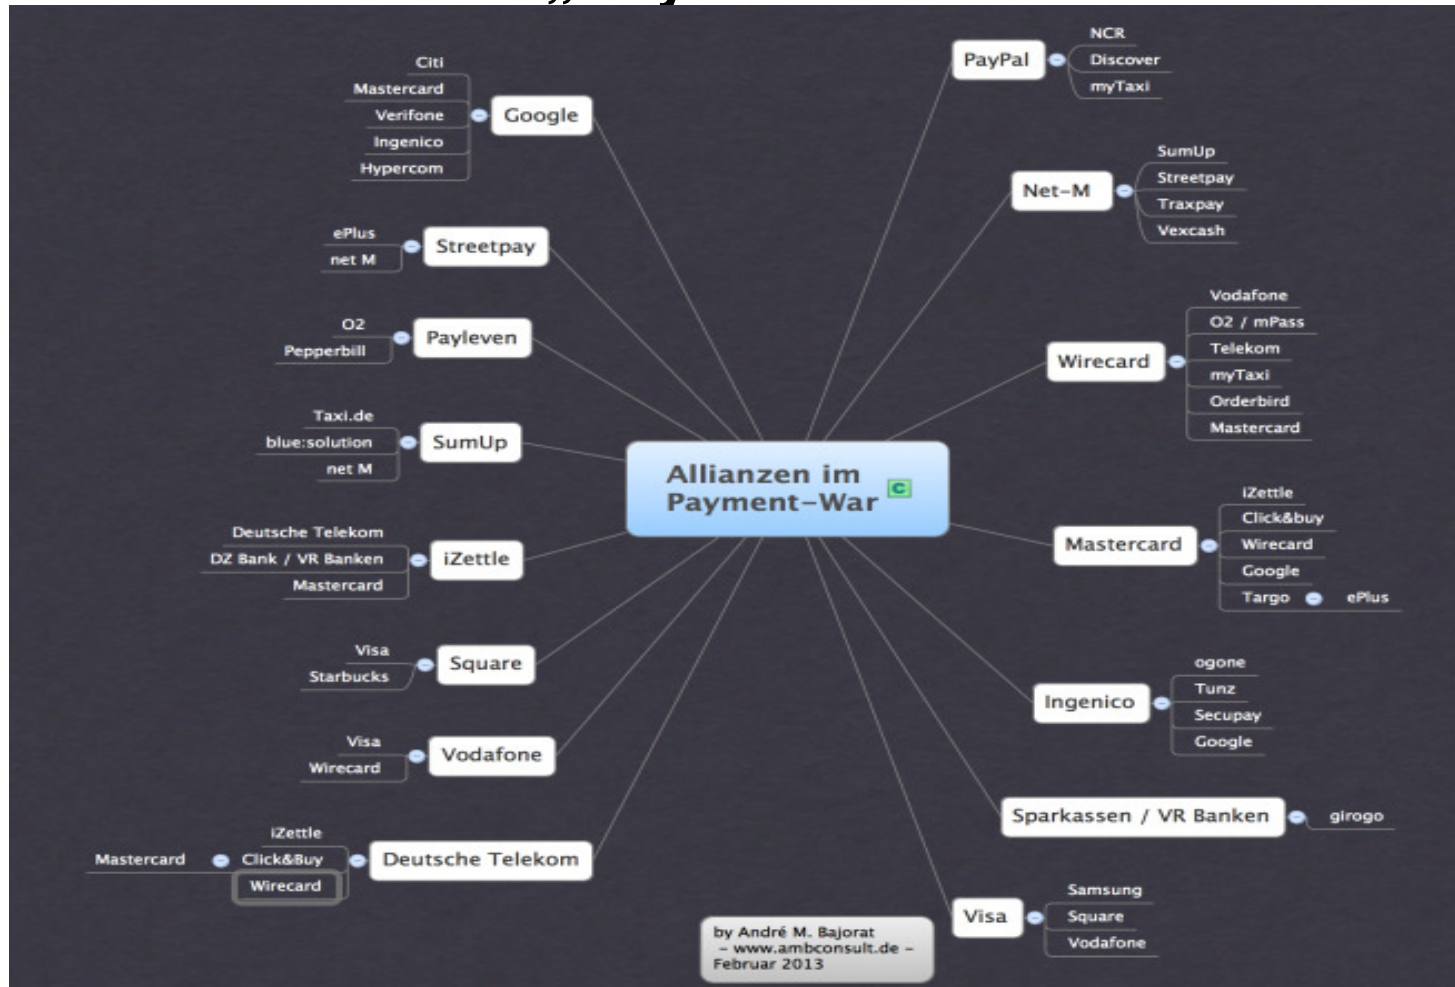 Citi
Mastercard
Verifone
Ingenico
Hypercom
Google
ePlus
net M
Streetpay
O2
Pepperbill
Payleven
Taxi.de
blue:solution
net M
SumUp
Deutsche Telekom
DZ Bank / VR Banken
Mastercard
iZettle
Visa
Starbucks
Square
Visa
Wirecard
Vodafone
iZettle
Mastercard
Click&Buy
Wirecard
Deutsche Telekom
Allianzen im
Payment-War
C
PayPal
NCR
Discover
myTaxi
Net-M
SumUp
Streetpay
Traxpay
Vexcash
Wirecard
Vodafone
O2 / mPass
Telekom
myTaxi
Orderbird
Mastercard
Mastercard
iZettle
Click&buy
Wirecard
Google
Targo
ePlus
Ingenico
ogone
Tunz
Secupay
Google
Sparkassen / VR Banken
girogo
Visa
Samsung
Square
Vodafone
by André M. Bajorat
- www.ambconsult.de -
Februar 2013